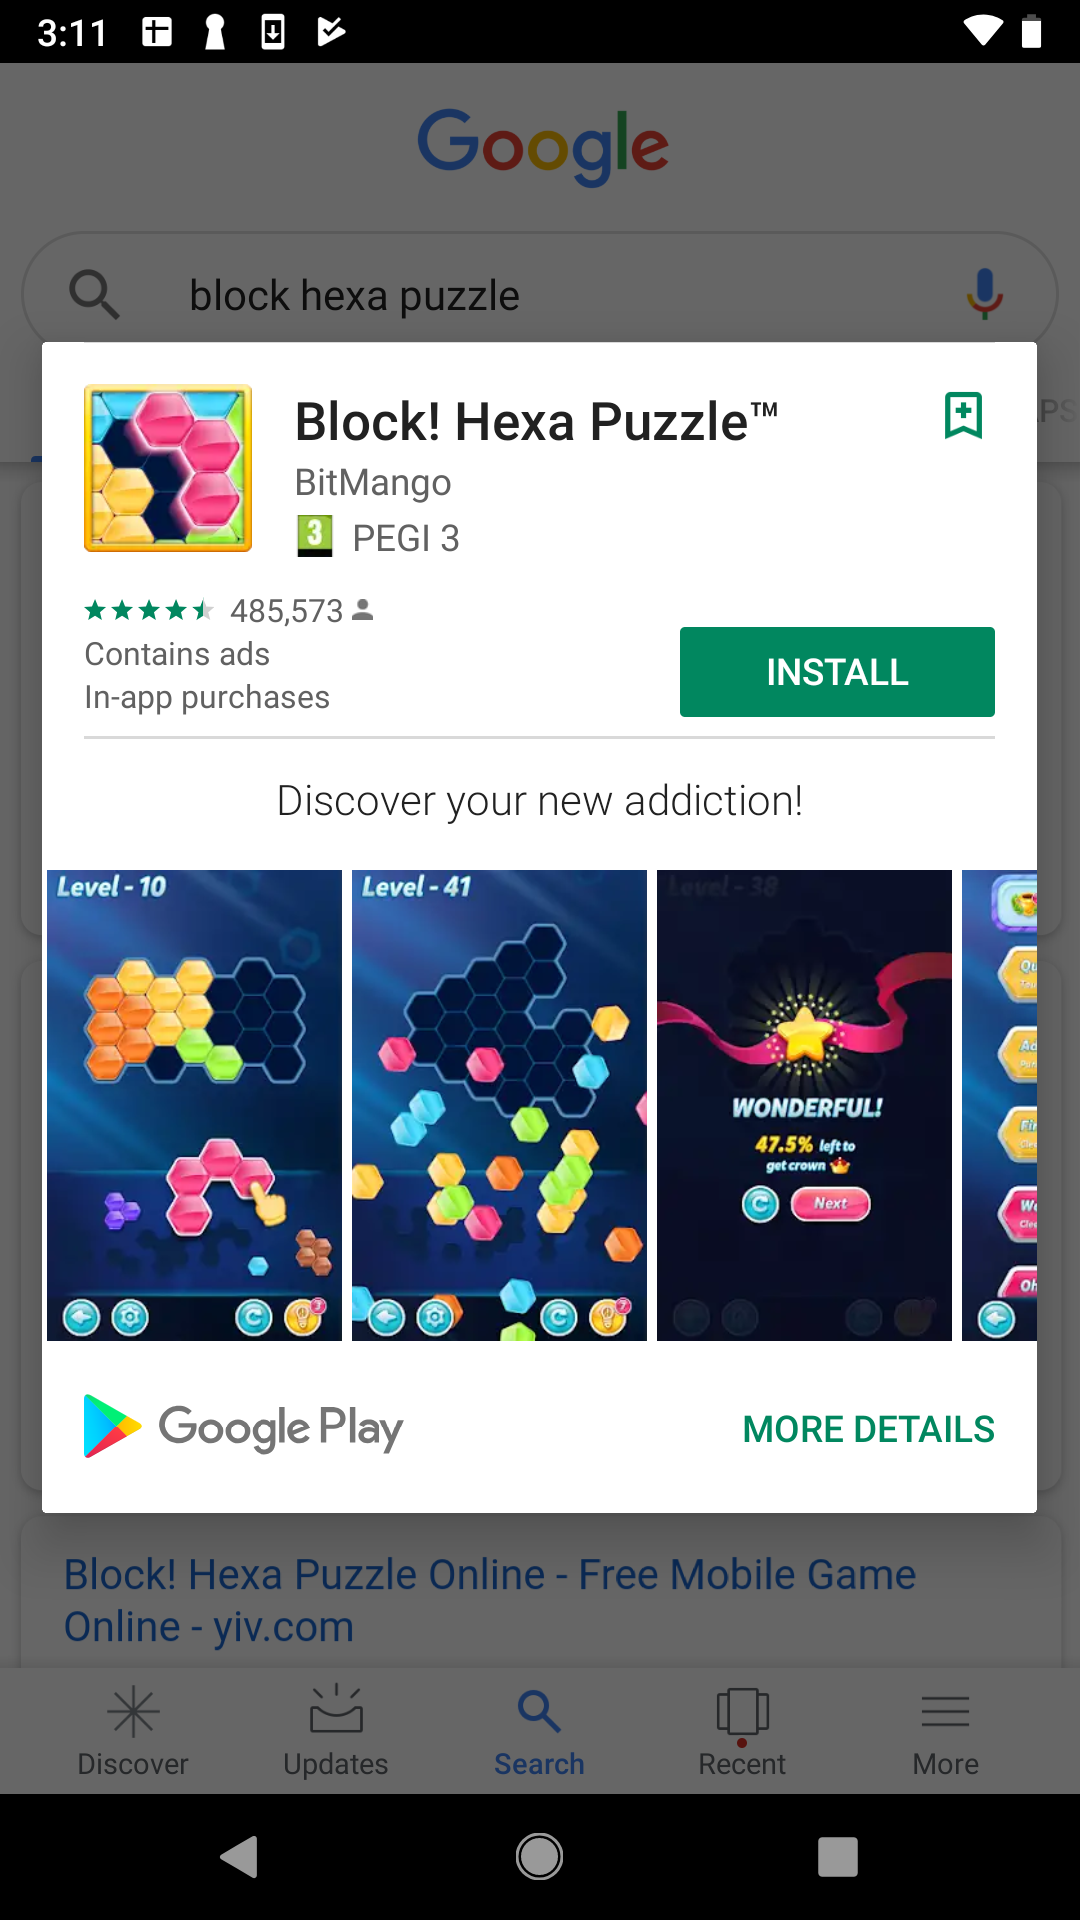 3:11
Google
block hexa puzzle
APS
Block! Hexa Puzzle™
BitMango
3 PEGI 3
485,573
Contains ads
In-app purchases
INSTALL
Discover your new addiction!
Level - 10
3
Level - 41
7
Level - 38
WONDERFUL!
47.5% left to
get crown
Next
Google Play
MORE DETAILS
Block! Hexa Puzzle Online - Free Mobile Game
Online - yiv.com
Discover
Updates
Search
Recent
More